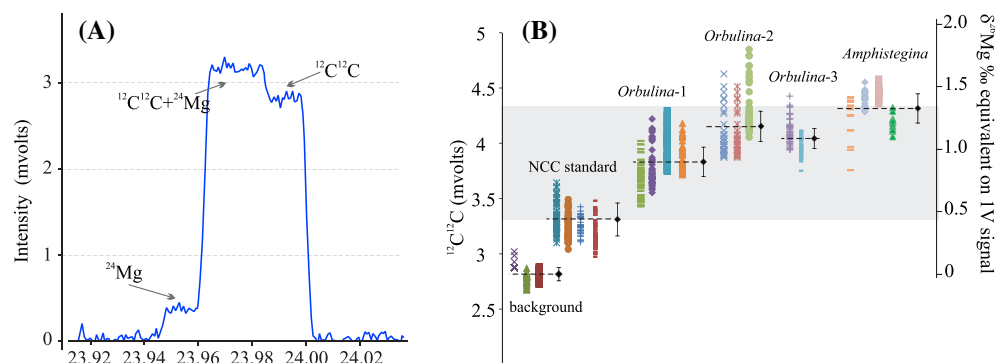 (A)
Intensity (mvolts)
3
2
1
0
¹²C¹²C
¹²C¹²C+²⁴Mg
²⁴Mg
23.92 23.94 23.96 23.98 24.00 24.02
(B)
¹²C¹²C (mvolts)
5
4.5
4
3.5
3
2.5
Orbulina-2
Amphistegina
Orbulina-3
Orbulina-1
NCC standard
background
2.0
1.5
1.0
0.5
0
δ²⁶Mg ‰ equivalent on 1V signal